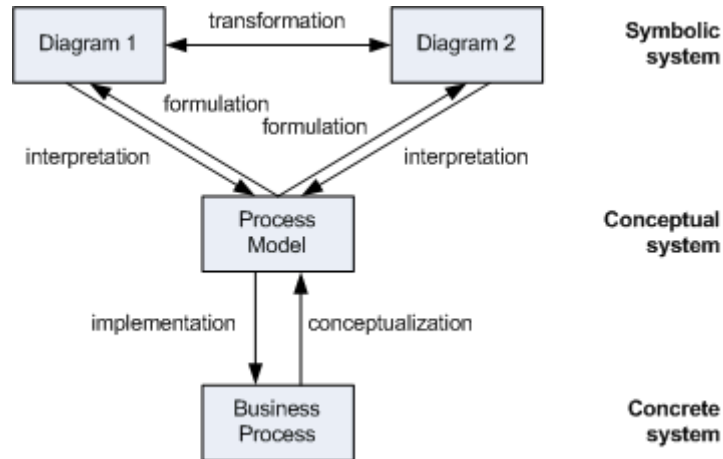 transformation
Diagram 1
Diagram 2
Symbolic
system
formulation
formulation
interpretation
interpretation
Process
Model
Conceptual
system
implementation
conceptualization
Business
Process
Concrete
system